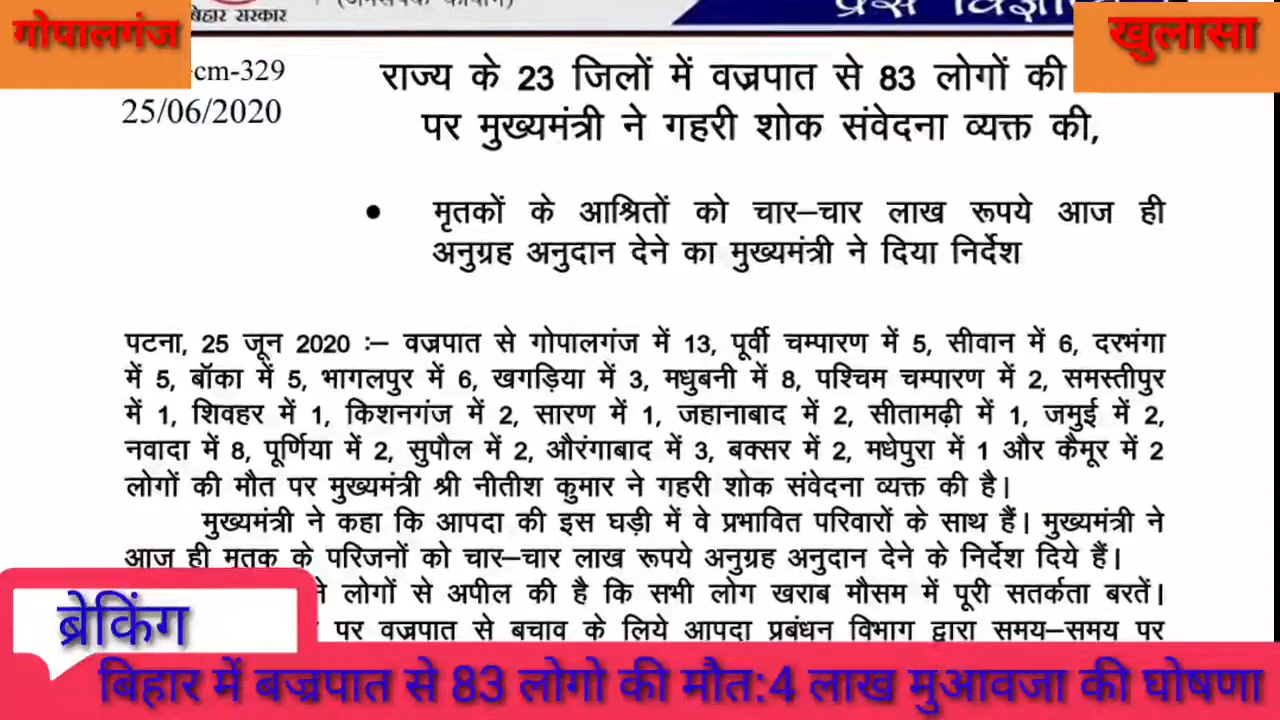 गोपालगंज
बिहार सरकार
खुलासा
-cm-329
25/06/2020
राज्य के 23 जिलों में वज्रपात से 83 लोगों की
पर मुख्यमंत्री ने गहरी शोक संवेदना व्यक्त की,
• मृतकों के आश्रितों को चार–चार लाख रूपये आज ही
अनुग्रह अनुदान देने का मुख्यमंत्री ने दिया निर्देश
पटना, 25 जून 2020 :– वज्रपात से गोपालगंज में 13, पूर्वी चम्पारण में 5, सीवान में 6, दरभंगा
में 5, बॉका में 5, भागलपुर में 6, खगड़िया में 3, मधुबनी में 8, पश्चिम चम्पारण में 2, समस्तीपुर
में 1, शिवहर में 1, किशनगंज में 2, सारण में 1, जहानाबाद में 2, सीतामढ़ी में 1, जमुई में 2,
नवादा में 8, पूर्णिया में 2, सुपौल में 2, औरंगाबाद में 3, बक्सर में 2, मधेपुरा में 1 और कैमूर में 2
लोगों की मौत पर मुख्यमंत्री श्री नीतीश कुमार ने गहरी शोक संवेदना व्यक्त की है।
मुख्यमंत्री ने कहा कि आपदा की इस घड़ी में वे प्रभावित परिवारों के साथ हैं। मुख्यमंत्री ने
आज ही मृतक के परिजनों को चार–चार लाख रूपये अनुग्रह अनुदान देने के निर्देश दिये हैं।
ने लोगों से अपील की है कि सभी लोग खराब मौसम में पूरी सतर्कता बरतें।
पर वज्रपात से बचाव के लिये आपदा प्रबंधन विभाग द्वारा समय–समय पर
ब्रेकिंग
बिहार में बज्रपात से 83 लोगो की मौत:4 लाख मुआवजा की घोषणा